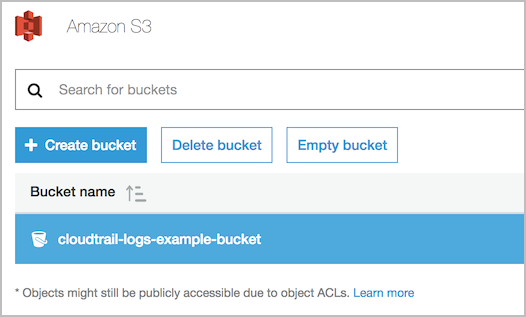 Amazon S3
Search for buckets
+ Create bucket Delete bucket Empty bucket
Bucket name
cloudtrail-logs-example-bucket
* Objects might still be publicly accessible due to object ACLs. Learn more